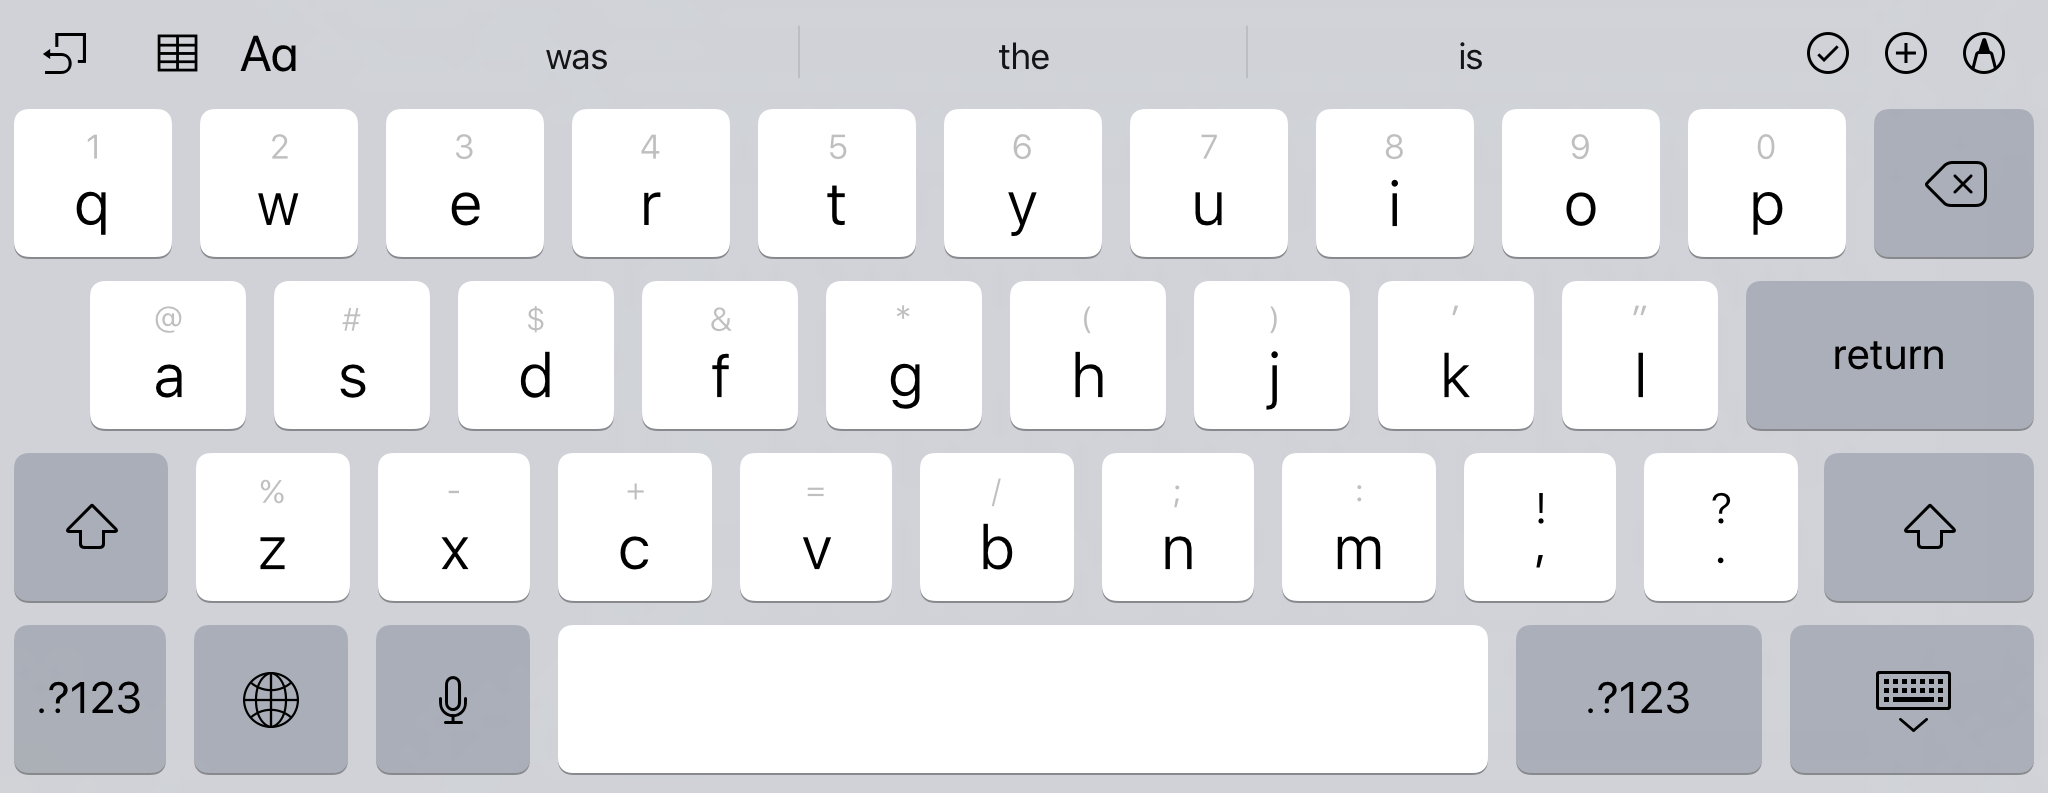 Aa was the is
1 2 3 4 5 6 7 8 9 0
q w e r t y u i o p
@ # $ & * ( ) ' "
a s d f g h j k l return
% - + = / ; : ! ?
z x c v b n m , .
.?123 .?123